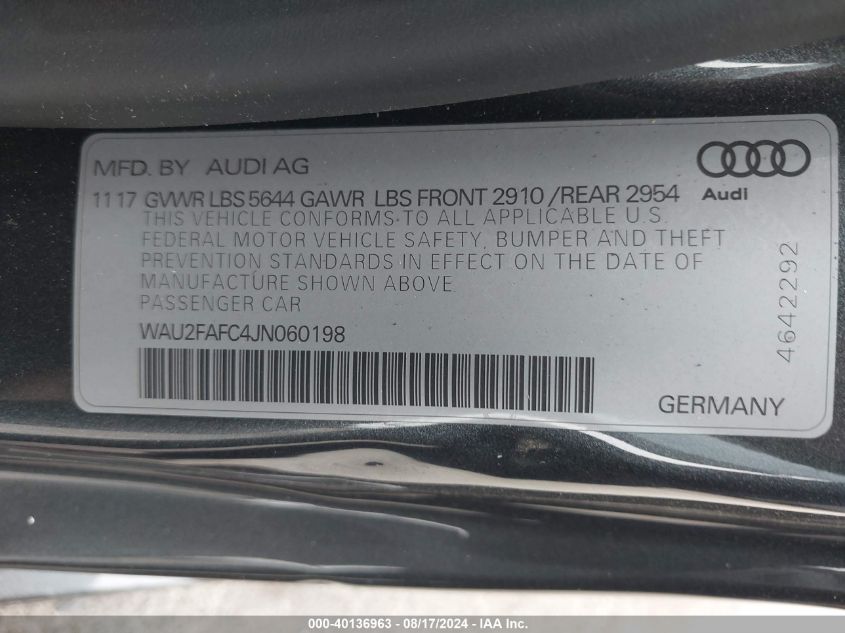 MFD. BY AUDI AG
1117 GVWR LBS 5644 GAWR LBS FRONT 2910 /REAR 2954
Audi
THIS VEHICLE CONFORMS TO ALL APPLICABLE U.S.
FEDERAL MOTOR VEHICLE SAFETY, BUMPER AND THEFT
PREVENTION STANDARDS IN EFFECT ON THE DATE OF
MANUFACTURE SHOWN ABOVE.
PASSENGER CAR
WAU2FAFC4JN060198
4642292
GERMANY
000-40136963 - 08/17/2024 - IAAI, Inc.